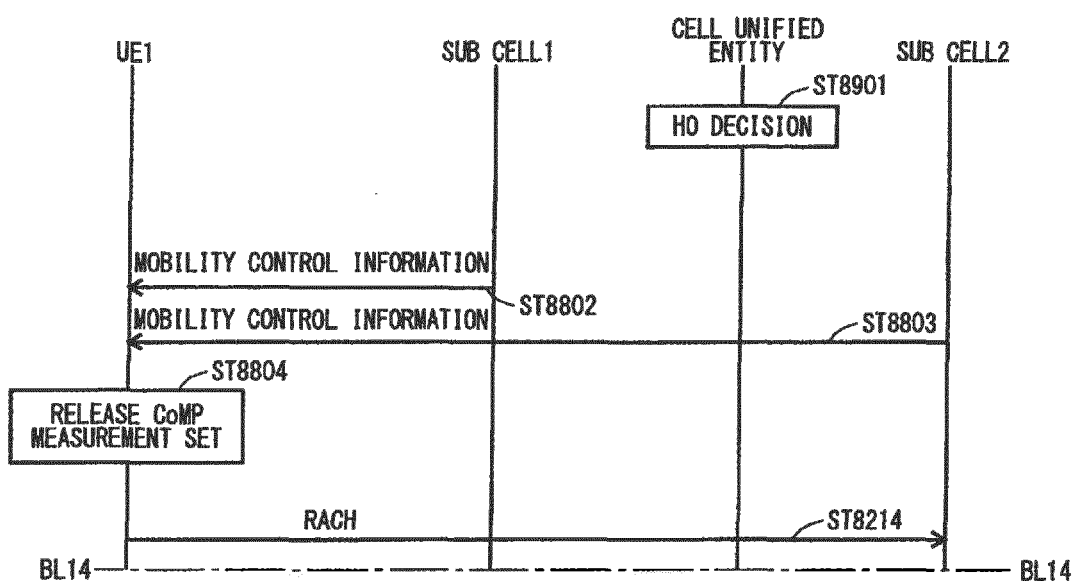 UE1
SUB CELL1
CELL UNIFIED
ENTITY
SUB CELL2
ST8901
HO DECISION
MOBILITY CONTROL INFORMATION
ST8802
MOBILITY CONTROL INFORMATION
ST8803
ST8804
RELEASE CoMP
MEASUREMENT SET
RACH
ST8214
BL14
BL14